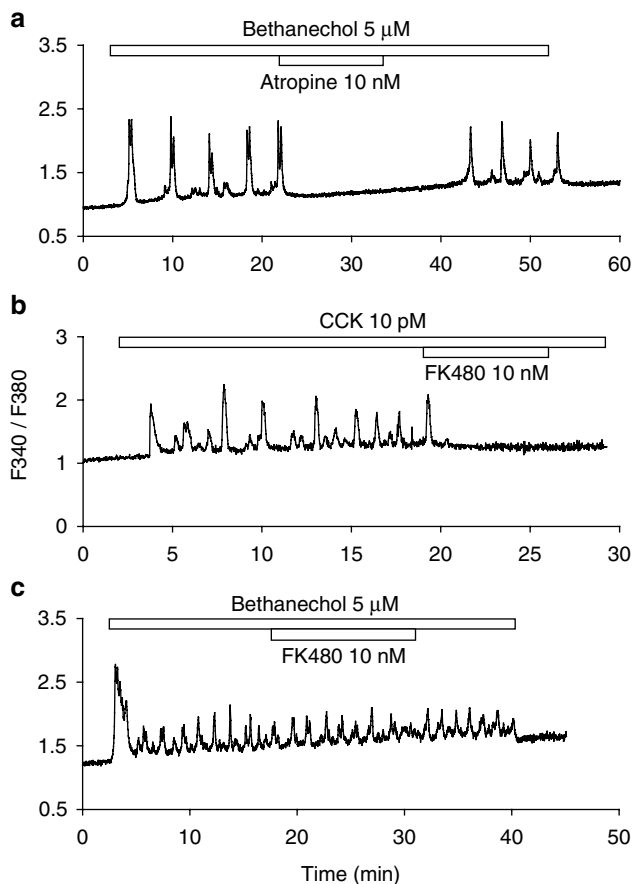 a
Bethanechol 5 μM
Atropine 10 nM
3.5
2.5
1.5
0.5
0 10 20 30 40 50 60
b
CCK 10 pM
FK480 10 nM
3
2
1
0
0 5 10 15 20 25 30
F340 / F380
c
Bethanechol 5 μM
FK480 10 nM
3.5
2.5
1.5
0.5
0 10 20 30 40 50
Time (min)